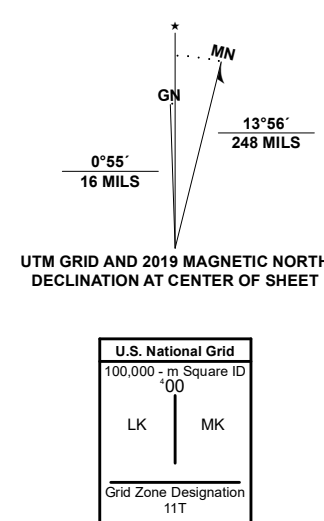 ★
MN
GN
13°56´
248 MILS
0°55´
16 MILS
UTM GRID AND 2019 MAGNETIC NORTH
DECLINATION AT CENTER OF SHEET
U.S. National Grid
100,000 - m Square ID
⁴00
LK MK
Grid Zone Designation
11T